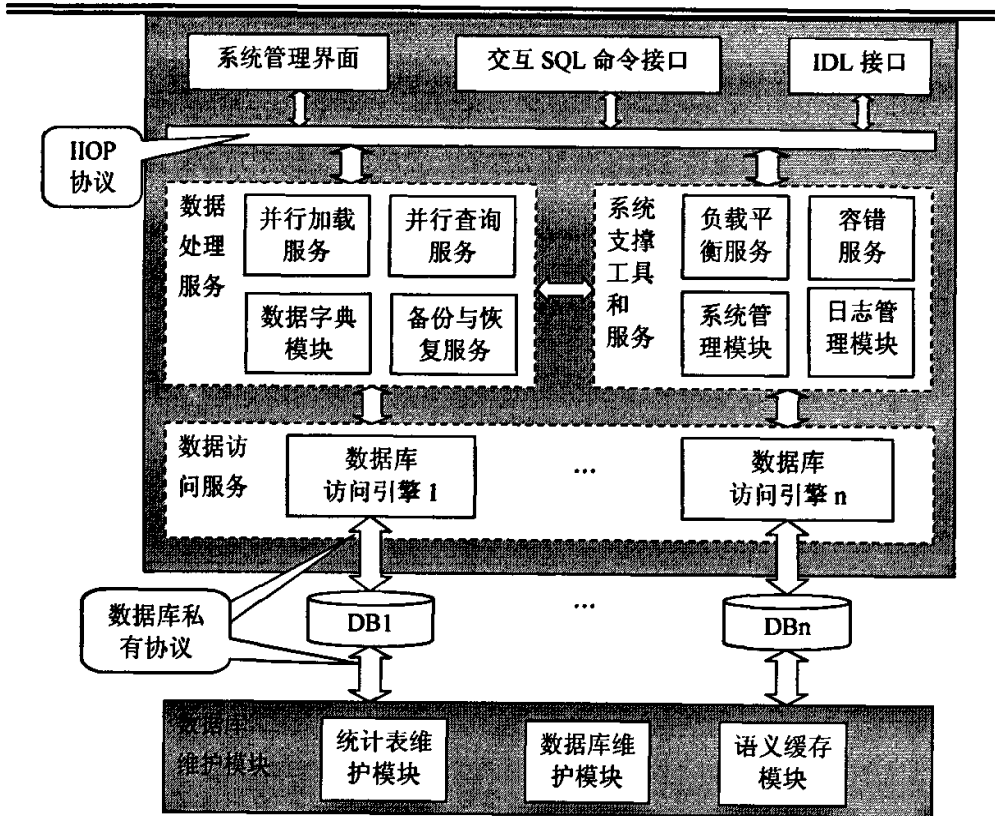 系统管理界面
交互 SQL 命令接口
IDL 接口
IIOP
协议
数据
处理
服务
并行加载
服务
并行查询
服务
数据字典
模块
备份与恢
复服务
系统
支撑
工具
和
服务
负载平
衡服务
容错
服务
系统管
理模块
日志管
理模块
数据访
问服务
数据库
访问引擎 1
...
数据库
访问引擎 n
数据库私
有协议
DB1
...
DBn
数据库
维护模块
统计表维
护模块
数据库维
护模块
语义缓存
模块